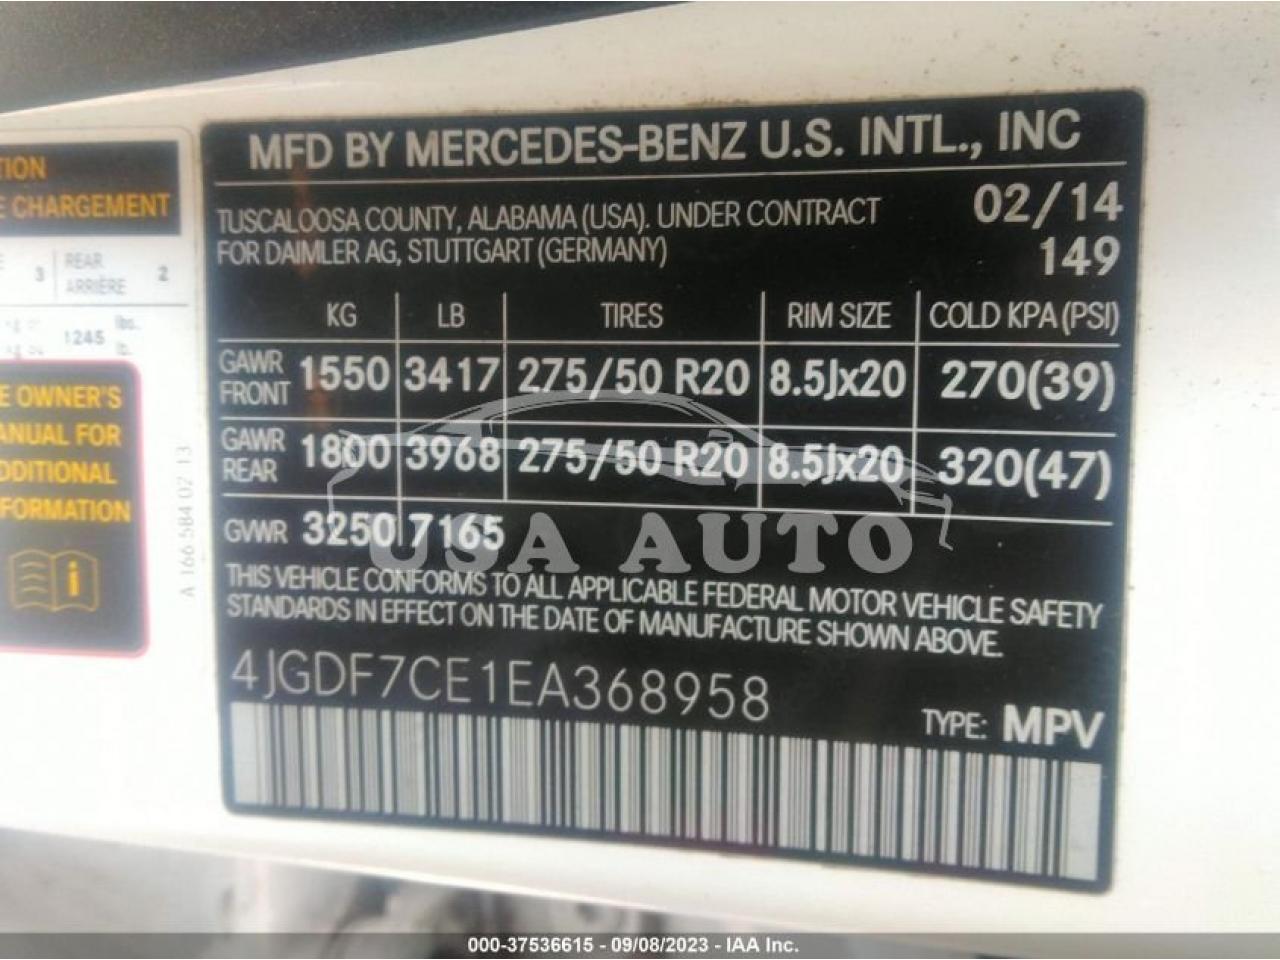 MFD BY MERCEDES-BENZ U.S. INTL., INC
TUSCALOOSA COUNTY, ALABAMA (USA). UNDER CONTRACT
FOR DAIMLER AG, STUTTGART (GERMANY)
02/14
149
KG LB TIRES RIM SIZE COLD KPA (PSI)
GAWR FRONT 1550 3417 275/50 R20 8.5Jx20 270(39)
GAWR REAR 1800 3968 275/50 R20 8.5Jx20 320(47)
GVWR 3250 7165
USA AUTO
THIS VEHICLE CONFORMS TO ALL APPLICABLE FEDERAL MOTOR VEHICLE SAFETY
STANDARDS IN EFFECT ON THE DATE OF MANUFACTURE SHOWN ABOVE.
4JGDF7CE1EA368958
TYPE: MPV
TION
E CHARGEMENT
3 REAR 2
ARRIÈRE
1245 lbs.
lb.
E OWNER'S
ANUAL FOR
DDITIONAL
FORMATION
i
A 166 584 02 13
000-37536615 - 09/08/2023 - IAA Inc.